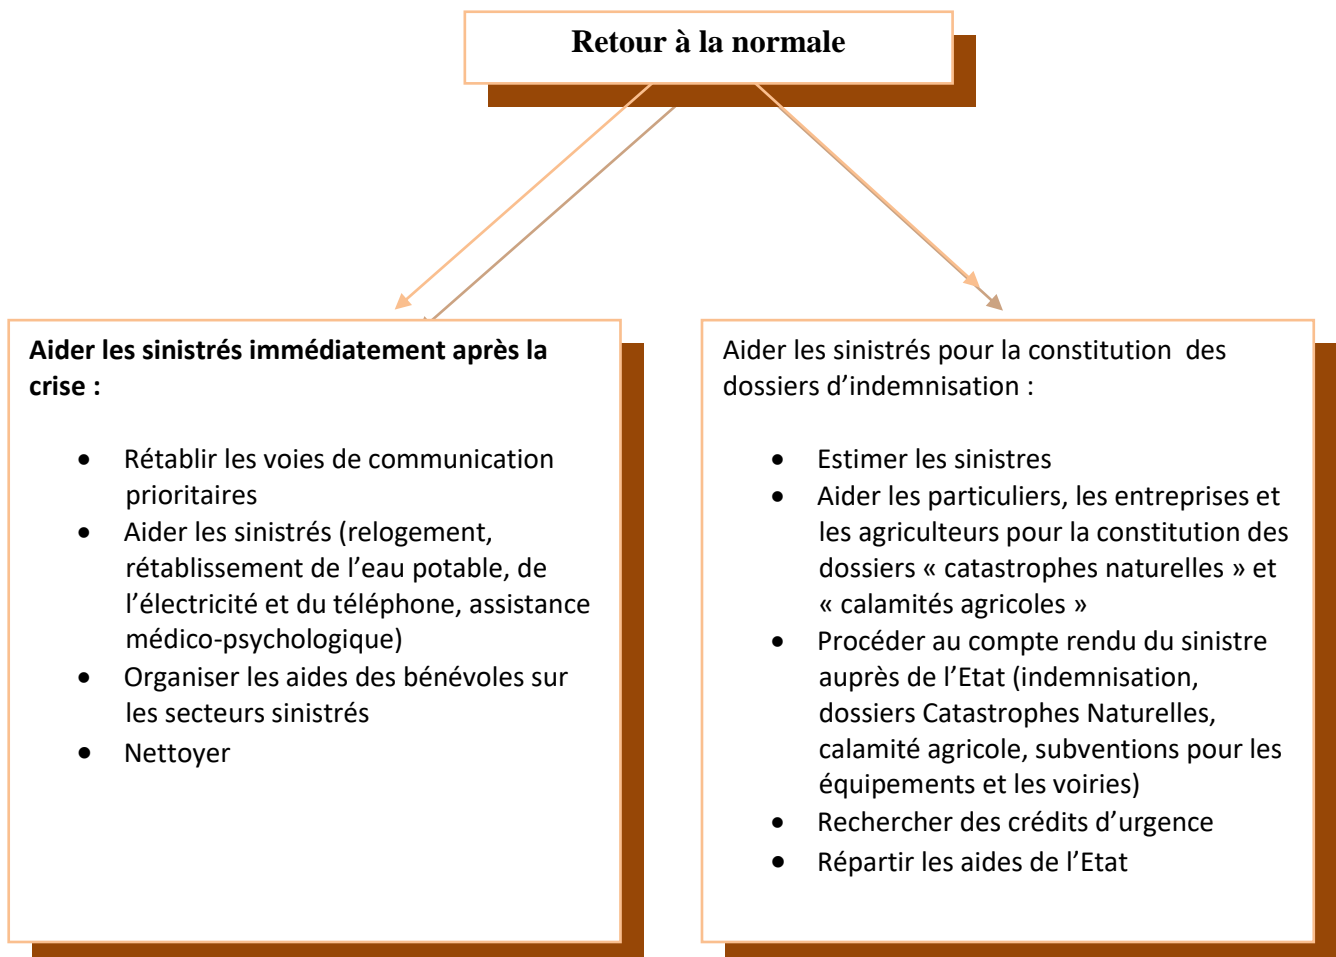 Retour à la normale
Aider les sinistrés immédiatement après la
crise :
• Rétablir les voies de communication
prioritaires
• Aider les sinistrés (relogement,
rétablissement de l’eau potable, de
l’électricité et du téléphone, assistance
médico-psychologique)
• Organiser les aides des bénévoles sur
les secteurs sinistrés
• Nettoyer
Aider les sinistrés pour la constitution  des
dossiers d’indemnisation :
• Estimer les sinistres
• Aider les particuliers, les entreprises et
les agriculteurs pour la constitution des
dossiers « catastrophes naturelles » et
« calamités agricoles »
• Procéder au compte rendu du sinistre
auprès de l’Etat (indemnisation,
dossiers Catastrophes Naturelles,
calamité agricole, subventions pour les
équipements et les voiries)
• Rechercher des crédits d’urgence
• Répartir les aides de l’Etat